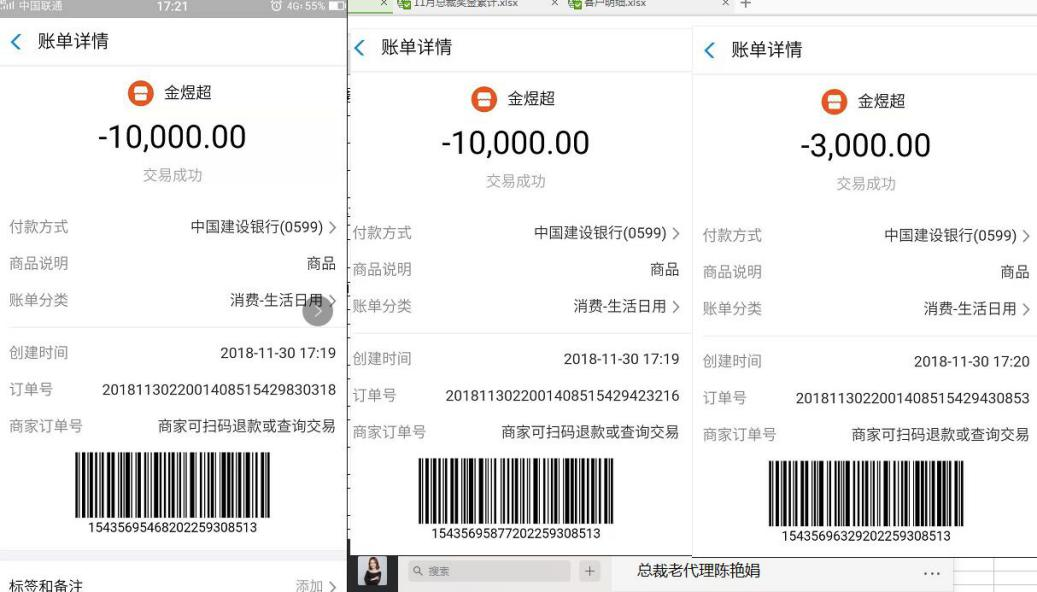 中国联通
17:21
4G 55%
账单详情
金煜超
-10,000.00
交易成功
付款方式
中国建设银行(0599)
商品说明
商品
账单分类
消费-生活日用
创建时间
2018-11-30 17:19
订单号
2018113022001408515429830318
商家订单号
商家可扫码退款或查询交易
15435695468202259308513
标签和备注
添加
11月总裁奖金累计.xlsx
客户明细.xlsx
账单详情
金煜超
-10,000.00
交易成功
付款方式
中国建设银行(0599)
商品说明
商品
账单分类
消费-生活日用
创建时间
2018-11-30 17:19
订单号
2018113022001408515429423216
商家订单号
商家可扫码退款或查询交易
15435695877202259308513
账单详情
金煜超
-3,000.00
交易成功
付款方式
中国建设银行(0599)
商品说明
商品
账单分类
消费-生活日用
创建时间
2018-11-30 17:20
订单号
2018113022001408515429430853
商家订单号
商家可扫码退款或查询交易
15435696329202259308513
搜索
总裁老代理陈艳娟